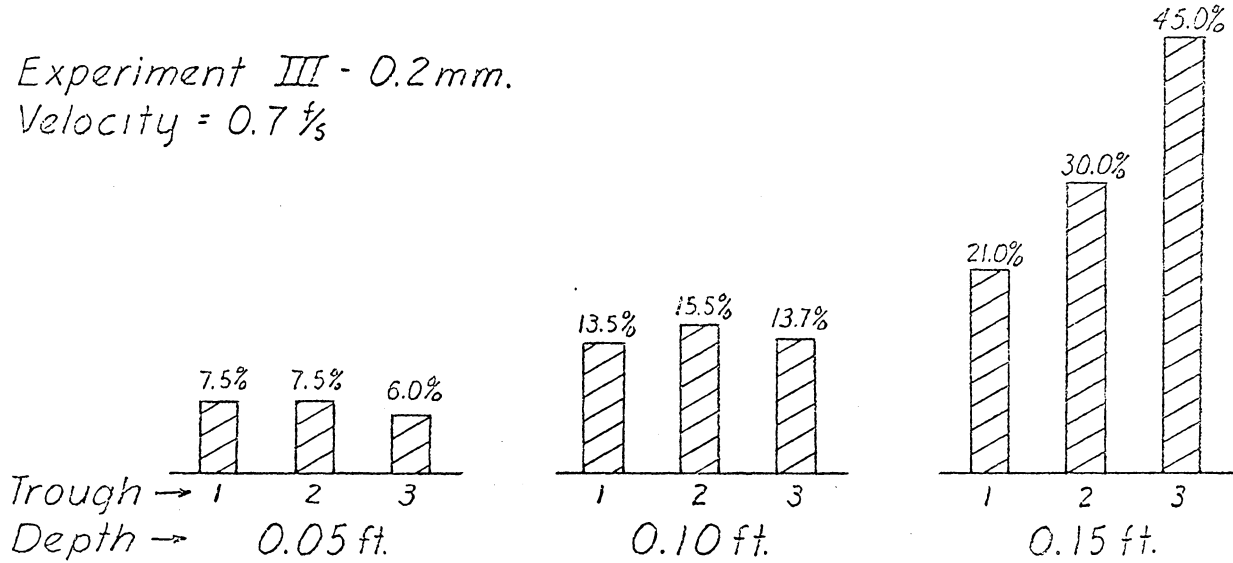 Experiment III - 0.2 mm.
Velocity = 0.7 f/s
7.5% 7.5% 6.0%
13.5% 15.5% 13.7%
21.0% 30.0% 45.0%
Trough → 1 2 3 1 2 3 1 2 3
Depth → 0.05 ft. 0.10 ft. 0.15 ft.